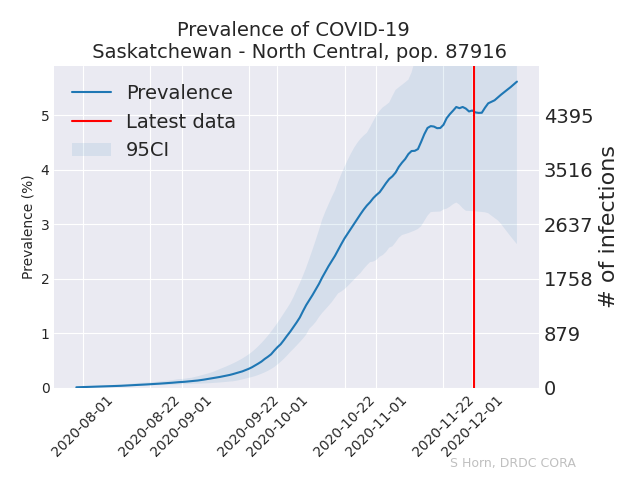 Prevalence of COVID-19
Saskatchewan - North Central, pop. 87916
Prevalence
Latest data
95CI
Prevalence (%)
5
4
3
2
1
0
4395
3516
2637
1758
879
0
# of infections
2020-08-01
2020-08-22
2020-09-01
2020-09-22
2020-10-01
2020-10-22
2020-11-01
2020-11-22
2020-12-01
S Horn, DRDC CORA